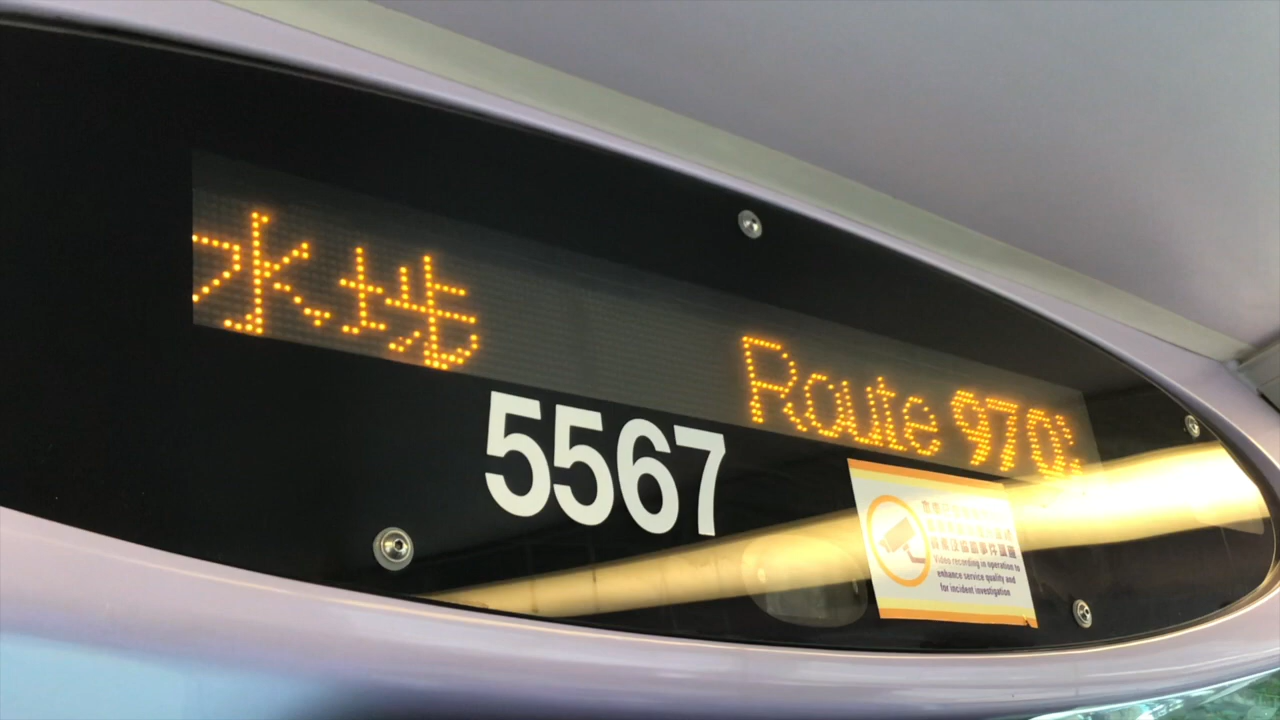 水埗 Route 970
5567
Video recording in operation to
enhance service quality and
for incident investigation